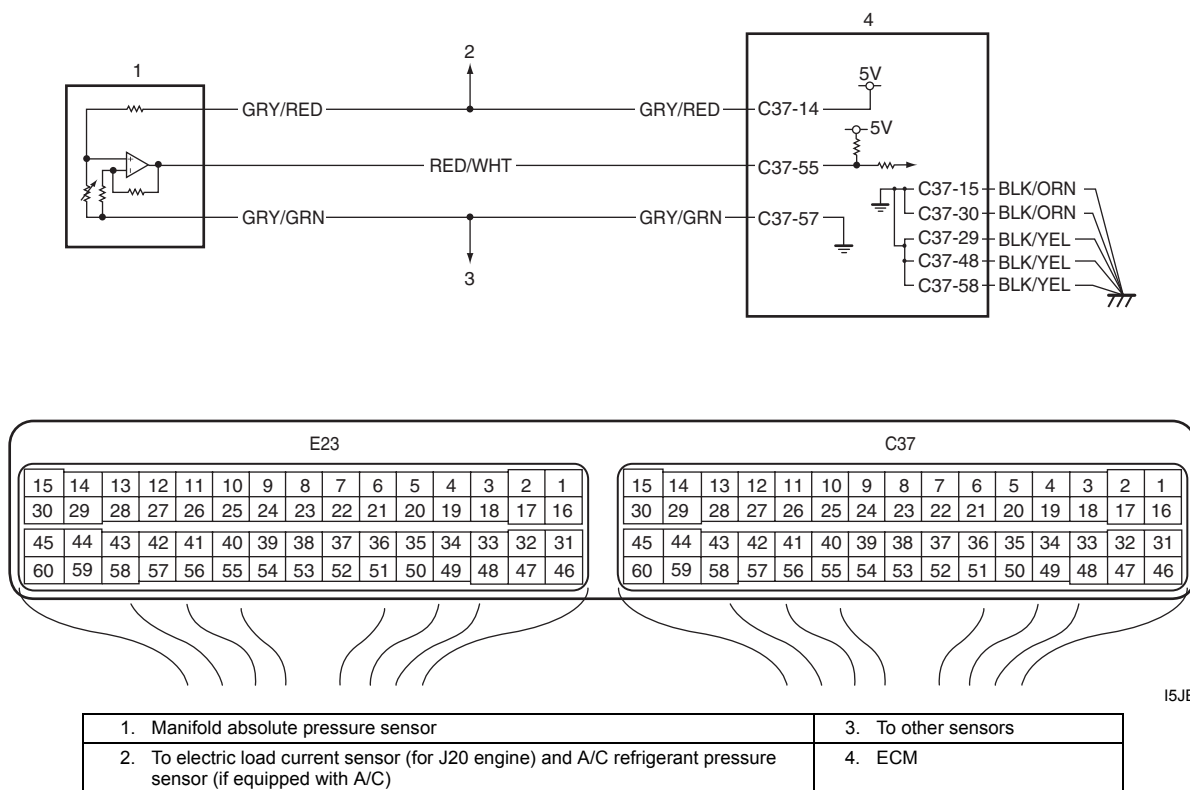 4
2
1
5V
GRY/RED GRY/RED C37-14
5V
RED/WHT C37-55
C37-15 BLK/ORN
GRY/GRN GRY/GRN C37-57
C37-30 BLK/ORN
C37-29 BLK/YEL
C37-48 BLK/YEL
C37-58 BLK/YEL
3
+
-
E23 C37
15 14 13 12 11 10 9 8 7 6 5 4 3 2 1 15 14 13 12 11 10 9 8 7 6 5 4 3 2 1
30 29 28 27 26 25 24 23 22 21 20 19 18 17 16 30 29 28 27 26 25 24 23 22 21 20 19 18 17 16
45 44 43 42 41 40 39 38 37 36 35 34 33 32 31 45 44 43 42 41 40 39 38 37 36 35 34 33 32 31
60 59 58 57 56 55 54 53 52 51 50 49 48 47 46 60 59 58 57 56 55 54 53 52 51 50 49 48 47 46
1. Manifold absolute pressure sensor 3. To other sensors
2. To electric load current sensor (for J20 engine) and A/C refrigerant pressure 4. ECM
sensor (if equipped with A/C)